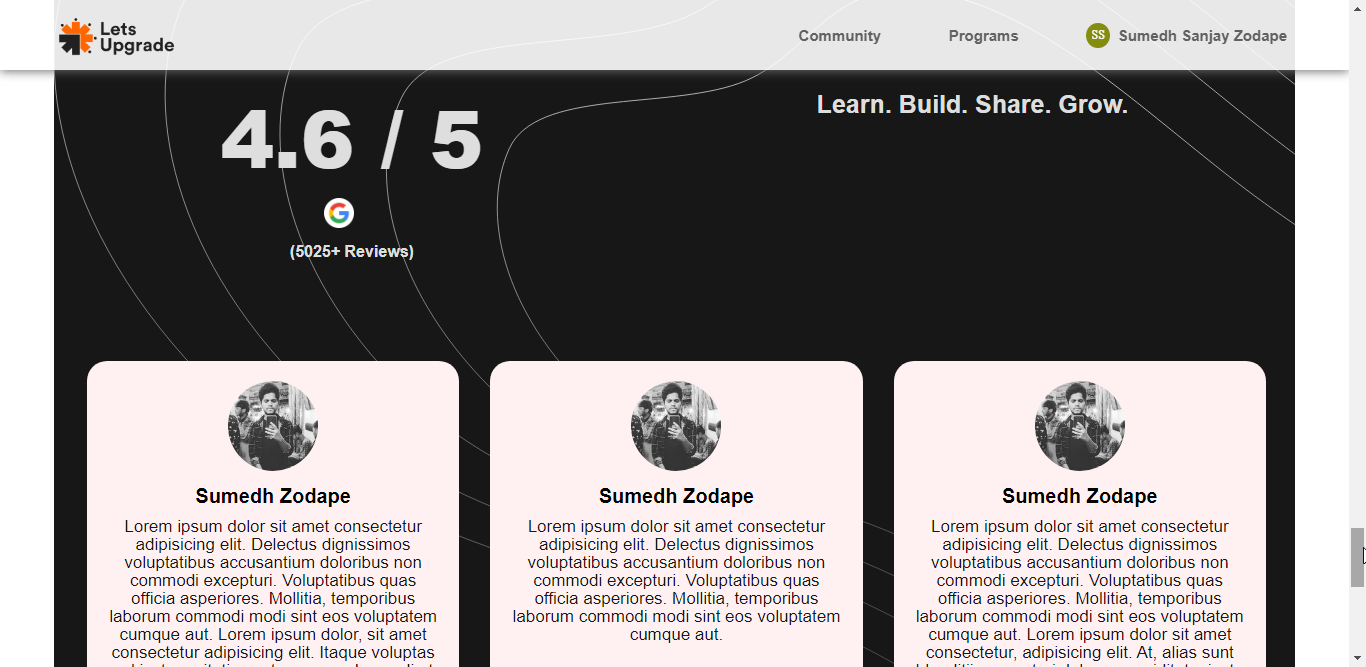 Lets
Upgrade
Community
Programs
SS
Sumedh Sanjay Zodape
4.6 / 5
Learn. Build. Share. Grow.
(5025+ Reviews)
Sumedh Zodape
Lorem ipsum dolor sit amet consectetur
adipisicing elit. Delectus dignissimos
voluptatibus accusantium doloribus non
commodi excepturi. Voluptatibus quas
officia asperiores. Mollitia, temporibus
laborum commodi modi sint eos voluptatem
cumque aut. Lorem ipsum dolor, sit amet
consectetur adipisicing elit. Itaque voluptas
Sumedh Zodape
Lorem ipsum dolor sit amet consectetur
adipisicing elit. Delectus dignissimos
voluptatibus accusantium doloribus non
commodi excepturi. Voluptatibus quas
officia asperiores. Mollitia, temporibus
laborum commodi modi sint eos voluptatem
cumque aut.
Sumedh Zodape
Lorem ipsum dolor sit amet consectetur
adipisicing elit. Delectus dignissimos
voluptatibus accusantium doloribus non
commodi excepturi. Voluptatibus quas
officia asperiores. Mollitia, temporibus
laborum commodi modi sint eos voluptatem
cumque aut. Lorem ipsum dolor sit amet
consectetur, adipisicing elit. At, alias sunt